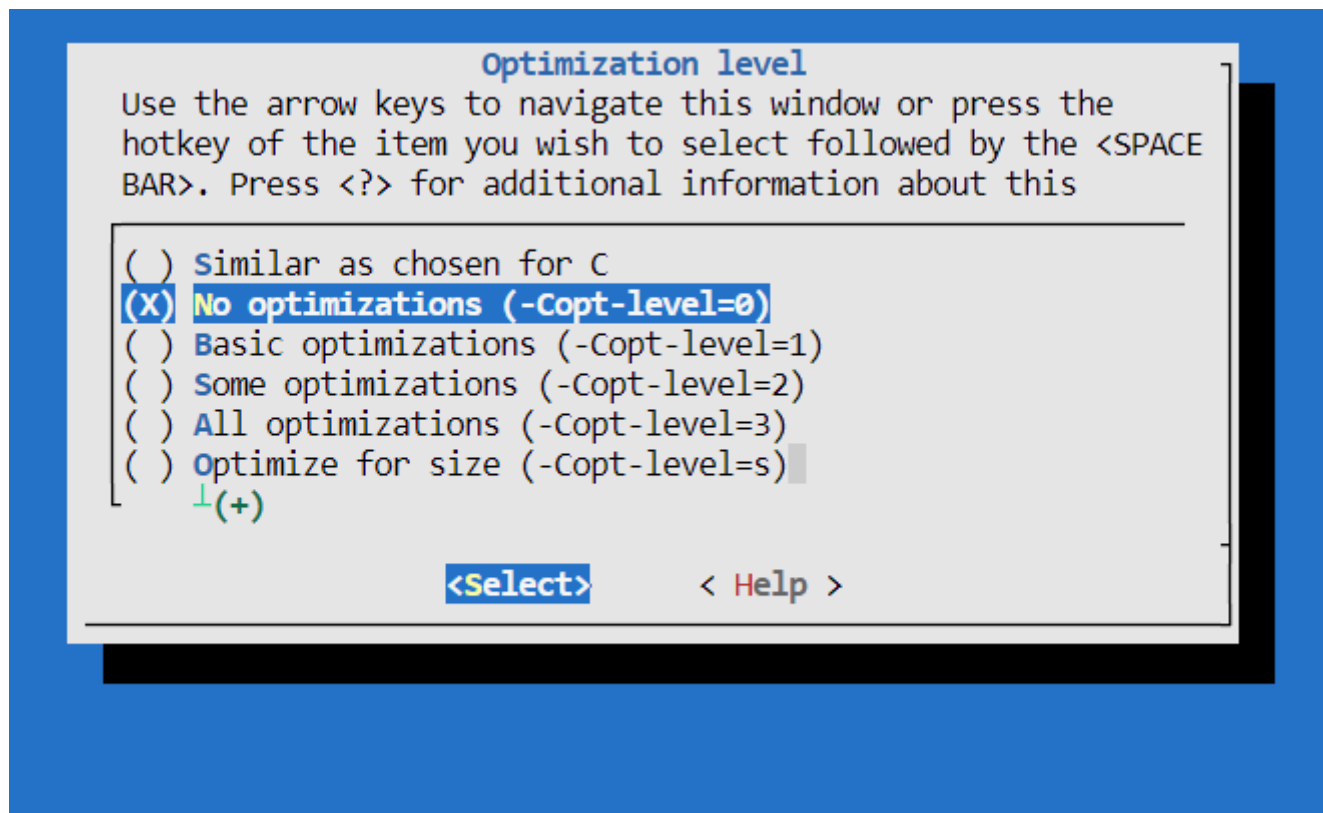 Optimization level
Use the arrow keys to navigate this window or press the
hotkey of the item you wish to select followed by the <SPACE
BAR>. Press <?> for additional information about this
( ) Similar as chosen for C
(X) No optimizations (-Copt-level=0)
( ) Basic optimizations (-Copt-level=1)
( ) Some optimizations (-Copt-level=2)
( ) All optimizations (-Copt-level=3)
( ) Optimize for size (-Copt-level=s)
┴(+)
<Select> < Help >